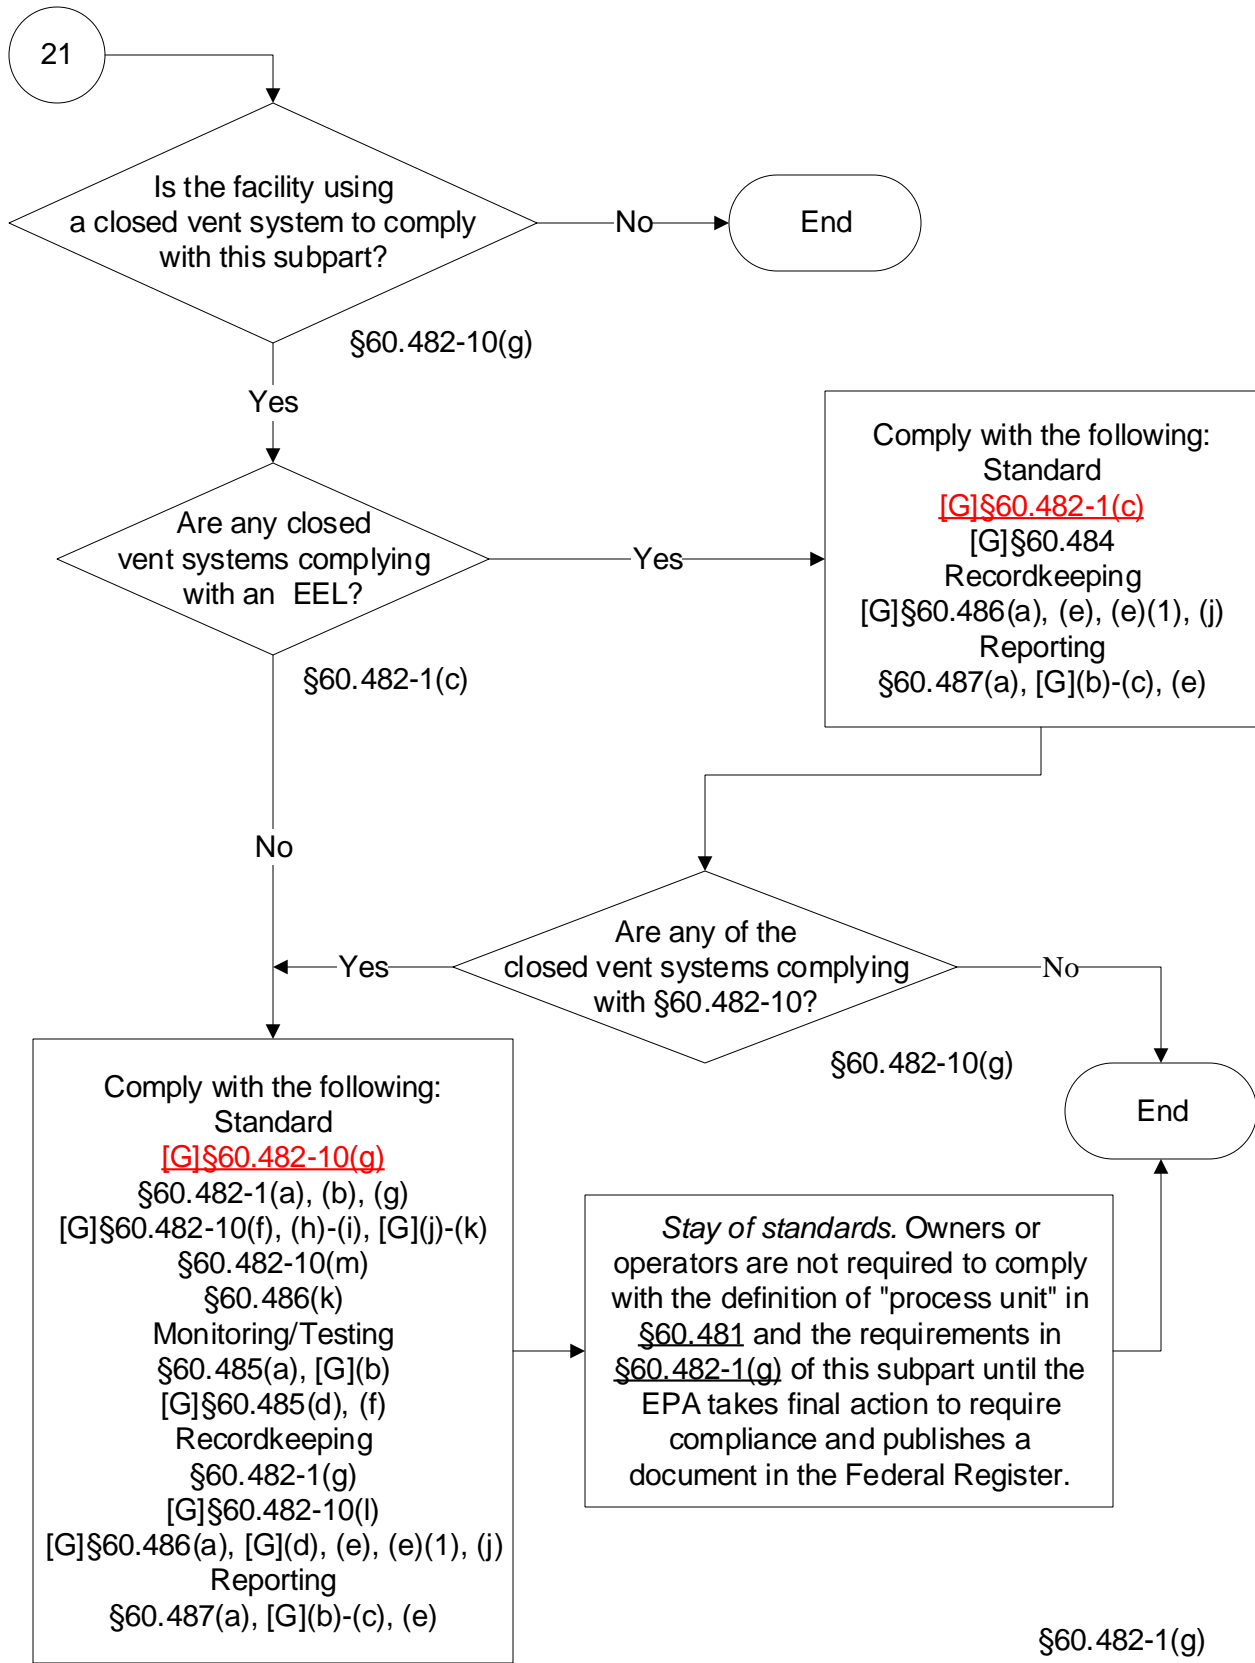 21
Is the facility using
a closed vent system to comply
with this subpart?
No
End
§60.482-10(g)
Yes
Are any closed
vent systems complying
with an EEL?
Yes
§60.482-1(c)
Comply with the following:
Standard
[G]§60.482-1(c)
[G]§60.484
Recordkeeping
[G]§60.486(a), (e), (e)(1), (j)
Reporting
§60.487(a), [G](b)-(c), (e)
No
Are any of the
closed vent systems complying
with §60.482-10?
Yes
No
§60.482-10(g)
End
Comply with the following:
Standard
[G]§60.482-10(g)
§60.482-1(a), (b), (g)
[G]§60.482-10(f), (h)-(i), [G](j)-(k)
§60.482-10(m)
§60.486(k)
Monitoring/Testing
§60.485(a), [G](b)
[G]§60.485(d), (f)
Recordkeeping
§60.482-1(g)
[G]§60.482-10(l)
[G]§60.486(a), [G](d), (e), (e)(1), (j)
Reporting
§60.487(a), [G](b)-(c), (e)
Stay of standards. Owners or
operators are not required to comply
with the definition of "process unit" in
§60.481 and the requirements in
§60.482-1(g) of this subpart until the
EPA takes final action to require
compliance and publishes a
document in the Federal Register.
§60.482-1(g)